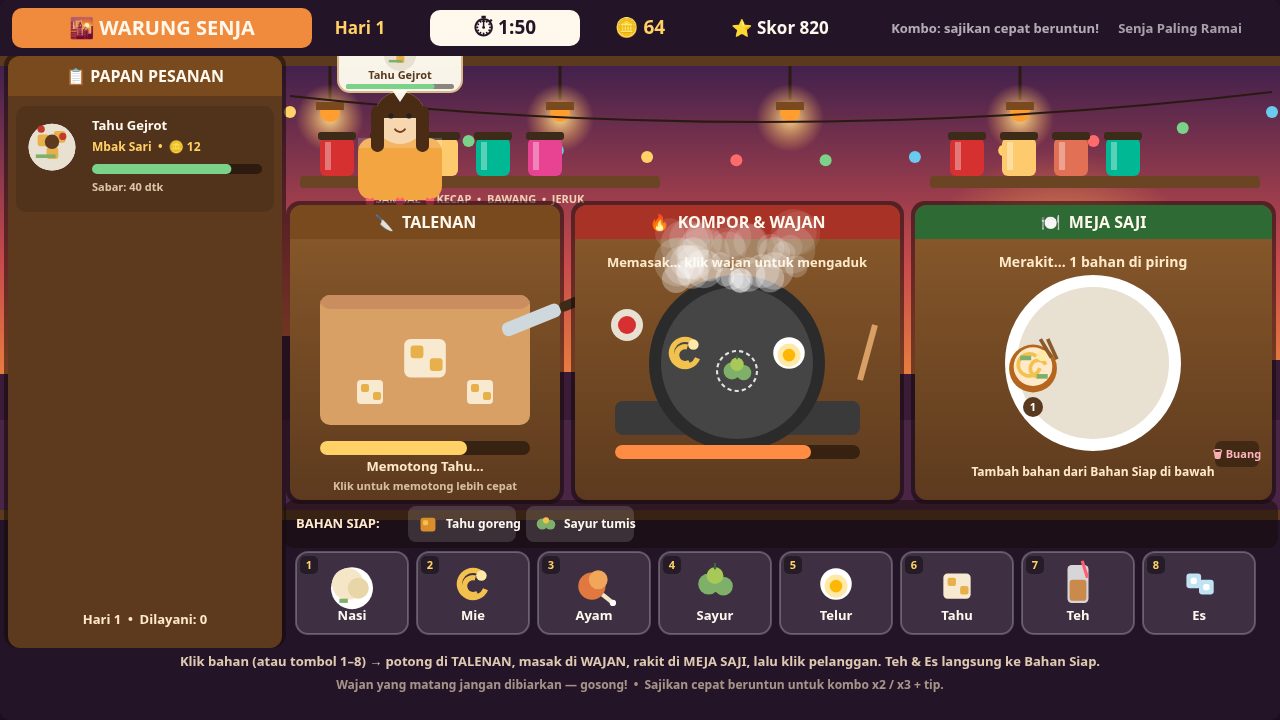 🌇 WARUNG SENJA
Hari 1
⏱ 1:50
🪙 64
⭐ Skor 820
Kombo: sajikan cepat beruntun!
Senja Paling Ramai
📋 PAPAN PESANAN
Tahu Gejrot
Mbak Sari • 🪙 12
Sabar: 40 dtk
Tahu Gejrot
KECAP • BAWANG • JERUK
🔪 TALENAN
🔥 KOMPOR & WAJAN
🍽️ MEJA SAJI
Memasak... klik wajan untuk mengaduk
Merakit... 1 bahan di piring
1
Memotong Tahu...
Klik untuk memotong lebih cepat
Buang
Tambah bahan dari Bahan Siap di bawah
BAHAN SIAP:
Tahu goreng
Sayur tumis
1 Nasi
2 Mie
3 Ayam
4 Sayur
5 Telur
6 Tahu
7 Teh
8 Es
Hari 1 • Dilayani: 0
Klik bahan (atau tombol 1–8) → potong di TALENAN, masak di WAJAN, rakit di MEJA SAJI, lalu klik pelanggan. Teh & Es langsung ke Bahan Siap.
Wajan yang matang jangan dibiarkan — gosong! • Sajikan cepat beruntun untuk kombo x2 / x3 + tip.